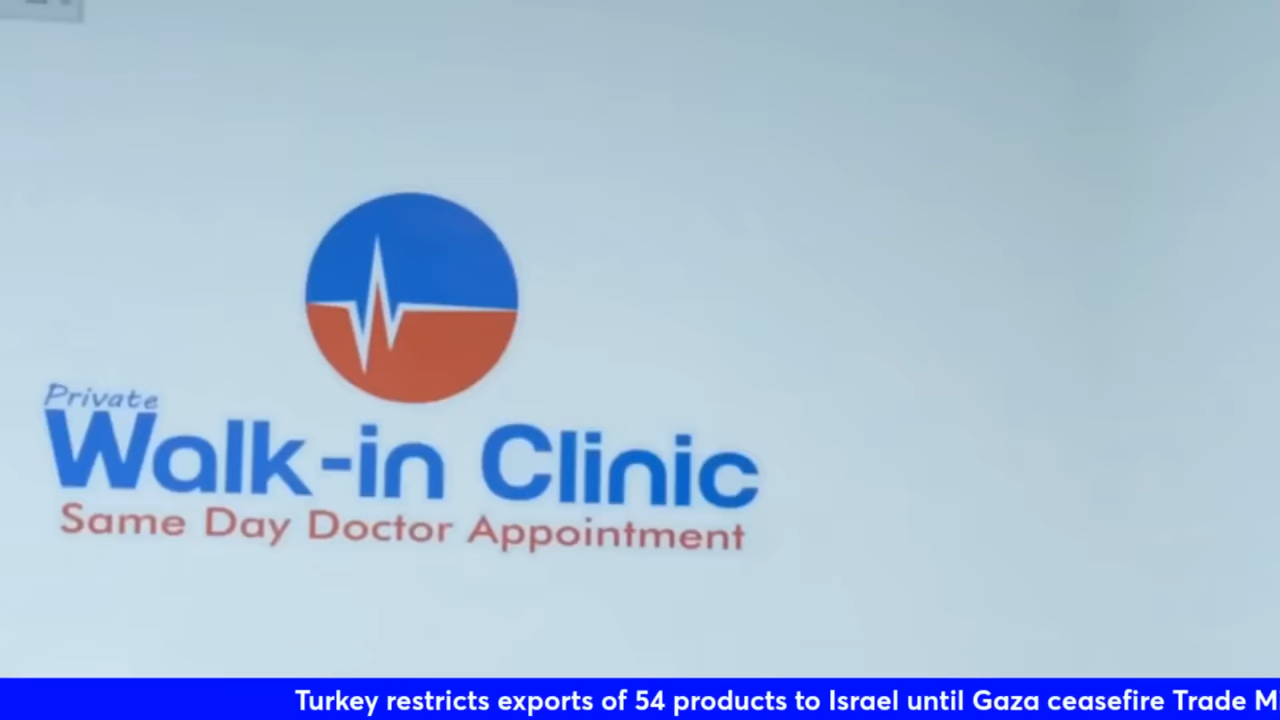 Private
Walk-in Clinic
Same Day Doctor Appointment
Turkey restricts exports of 54 products to Israel until Gaza ceasefire Trade M